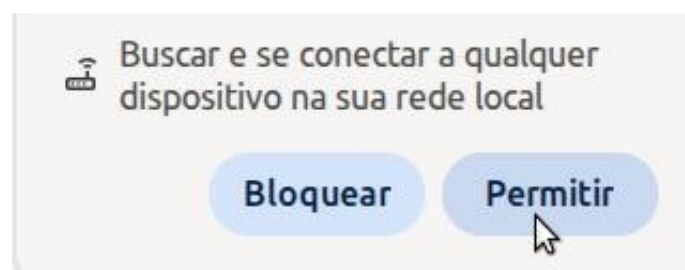 Buscar e se conectar a qualquer
dispositivo na sua rede local
Bloquear Permitir